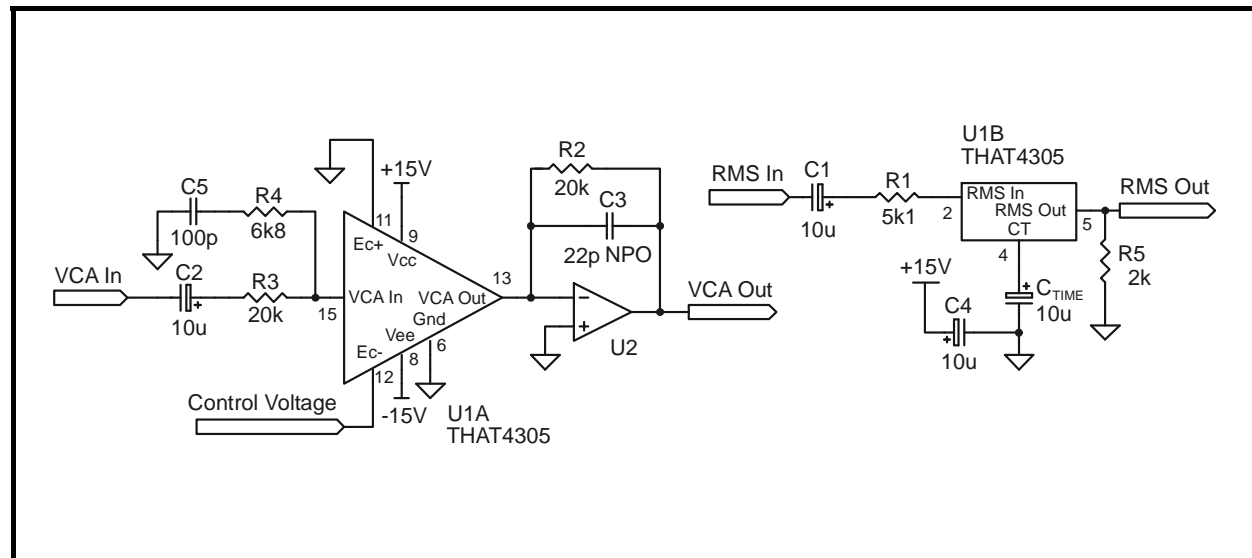 U1B
THAT4305
R2
20k
C3
22p NPO
+15V
C5
100p
R4
6k8
11
Ec+
9
Vcc
VCA In
C2
10u
R3
20k
15
VCA In
VCA Out
13
Gnd
Vee
6
8
Ec-
12
-15V
Control Voltage
U1A
THAT4305
−
+
U2
VCA Out
RMS In
C1
+
10u
R1
5k1
2
RMS In
RMS Out
CT
5
4
RMS Out
R5
2k
+15V
C4
+
10u
+
CTIME
10u
+